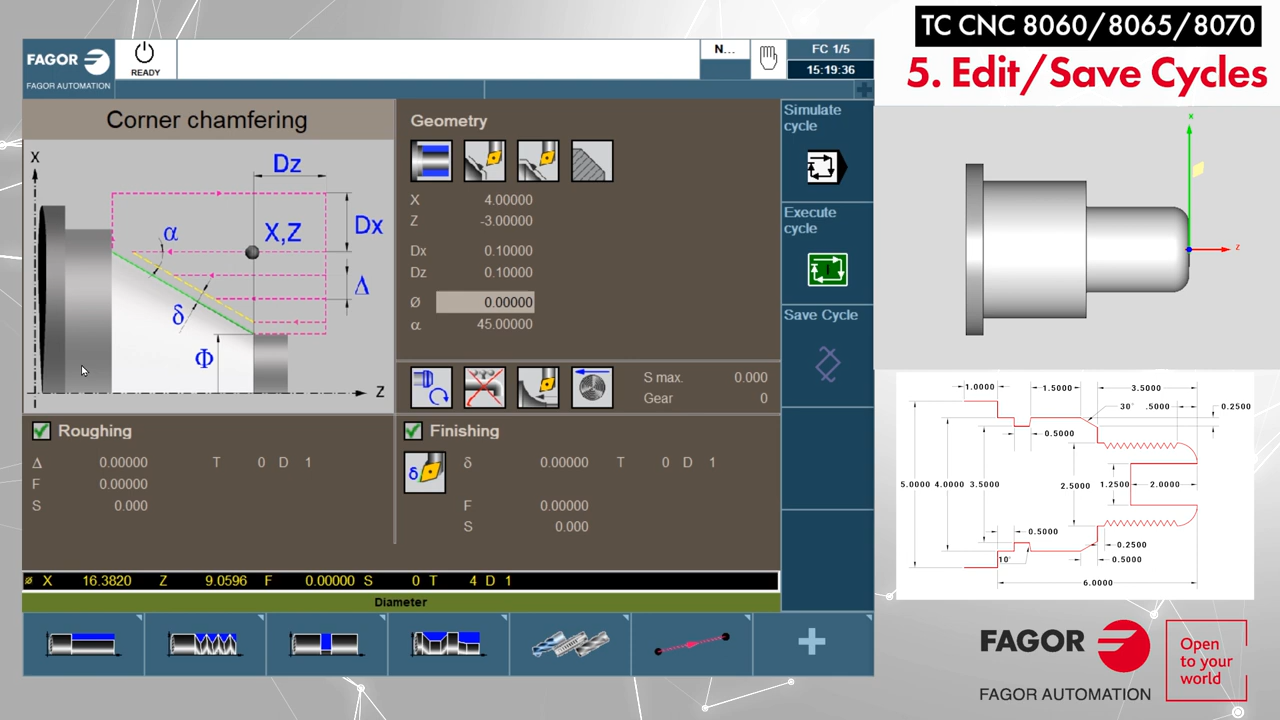 TC CNC 8060/8065/8070
5. Edit/Save Cycles
FAGOR
FAGOR AUTOMATION
READY
N...
FC 1/5
15:19:36
Corner chamfering
X
Dz
Dx
α
X,Z
Δ
δ
Φ
Z
Geometry
X 4.00000
Z -3.00000
Dx 0.10000
Dz 0.10000
Ø 0.00000
α 45.00000
S max. 0.000
Gear 0
Simulate
cycle
Execute
cycle
Save Cycle
Roughing
Δ 0.00000 T 0 D 1
F 0.00000
S 0.000
Finishing
δ
δ 0.00000 T 0 D 1
F 0.00000
S 0.000
ø X 16.3820 Z 9.0596 F 0.00000 S 0 T 4 D 1
Diameter
X
Z
1.0000 1.5000 3.5000
30° .5000 0.2500
0.5000
5.0000 4.0000 3.5000 2.5000 1.2500 2.0000
0.5000
10° 0.2500
0.5000
6.0000
FAGOR
FAGOR AUTOMATION
Open
to your
world